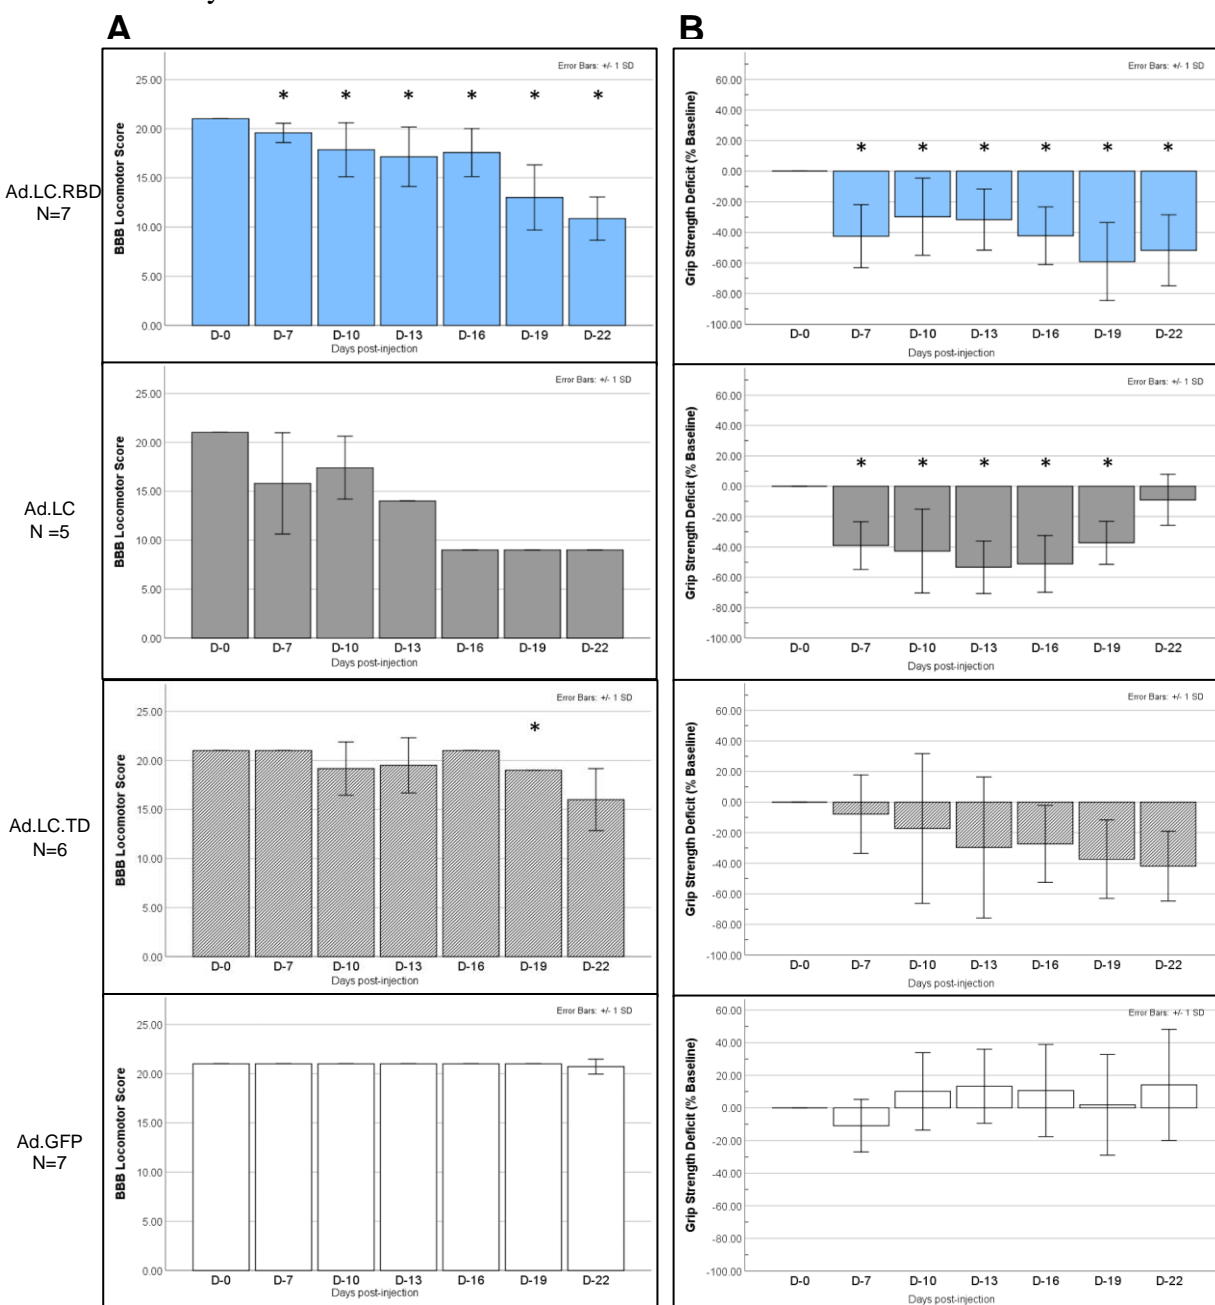 A
B
Error Bars: +/- 1 SD
BBB Locomotor Score
25.00
20.00
15.00
10.00
5.00
0.00
* * * * * *
D-0 D-7 D-10 D-13 D-16 D-19 D-22
Days post-injection
Ad.LC.RBD
N=7
Error Bars: +/- 1 SD
Grip Strength Deficit (% Baseline)
60.00
40.00
20.00
0.00
-20.00
-40.00
-60.00
-80.00
-100.00
* * * * * *
D-0 D-7 D-10 D-13 D-16 D-19 D-22
Days post-injection
Ad.LC
N =5
Error Bars: +/- 1 SD
BBB Locomotor Score
25.00
20.00
15.00
10.00
5.00
0.00
D-0 D-7 D-10 D-13 D-16 D-19 D-22
Days post-injection
Error Bars: +/- 1 SD
Grip Strength Deficit (% Baseline)
60.00
40.00
20.00
0.00
-20.00
-40.00
-60.00
-80.00
-100.00
* * * * *
D-0 D-7 D-10 D-13 D-16 D-19 D-22
Days post-injection
Ad.LC.TD
N=6
Error Bars: +/- 1 SD
BBB Locomotor Score
25.00
20.00
15.00
10.00
5.00
0.00
*
D-0 D-7 D-10 D-13 D-16 D-19 D-22
Days post-injection
Error Bars: +/- 1 SD
Grip Strength Deficit (% Baseline)
60.00
40.00
20.00
0.00
-20.00
-40.00
-60.00
-80.00
-100.00
D-0 D-7 D-10 D-13 D-16 D-19 D-22
Days post-injection
Ad.GFP
N=7
Error Bars: +/- 1 SD
BBB Locomotor Score
25.00
20.00
15.00
10.00
5.00
0.00
D-0 D-7 D-10 D-13 D-16 D-19 D-22
Days post-injection
Error Bars: +/- 1 SD
Grip Strength Deficit (% Baseline)
60.00
40.00
20.00
0.00
-20.00
-40.00
-60.00
-80.00
-100.00
D-0 D-7 D-10 D-13 D-16 D-19 D-22
Days post-injection